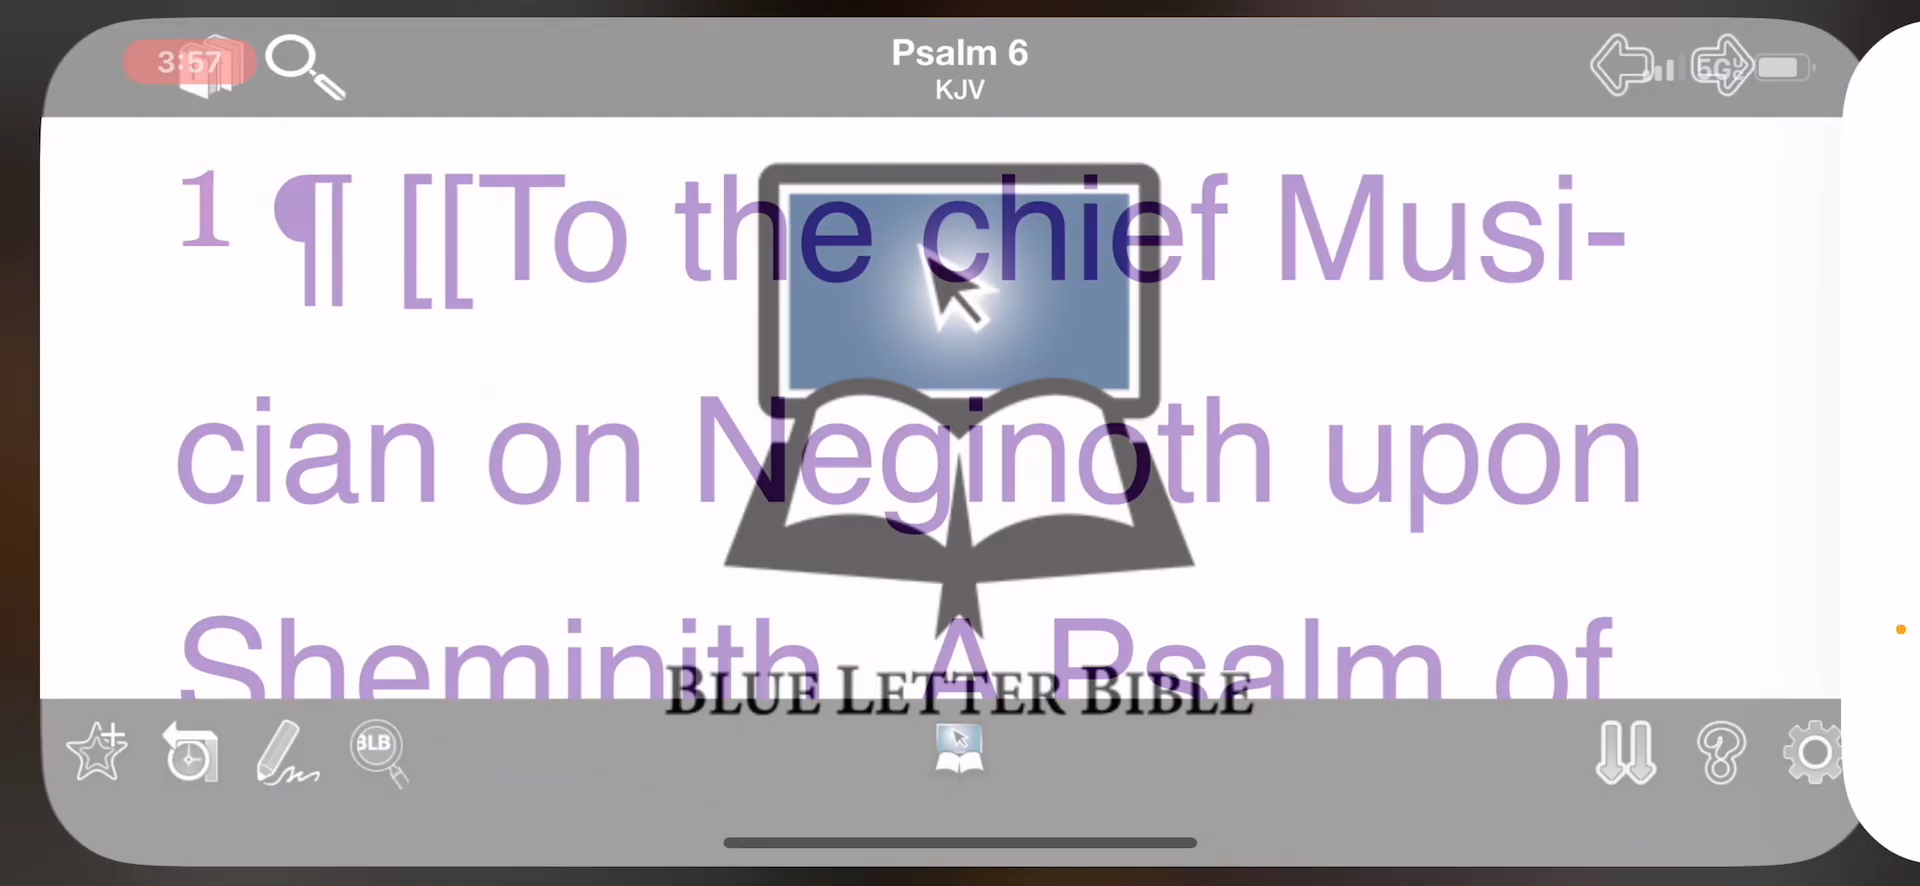 3:57
Psalm 6
5G
KJV
1 ¶ [[To the chief Musi-
cian on Neginoth upon
Sheminith, A Psalm of
BLUE LETTER BIBLE
BLB